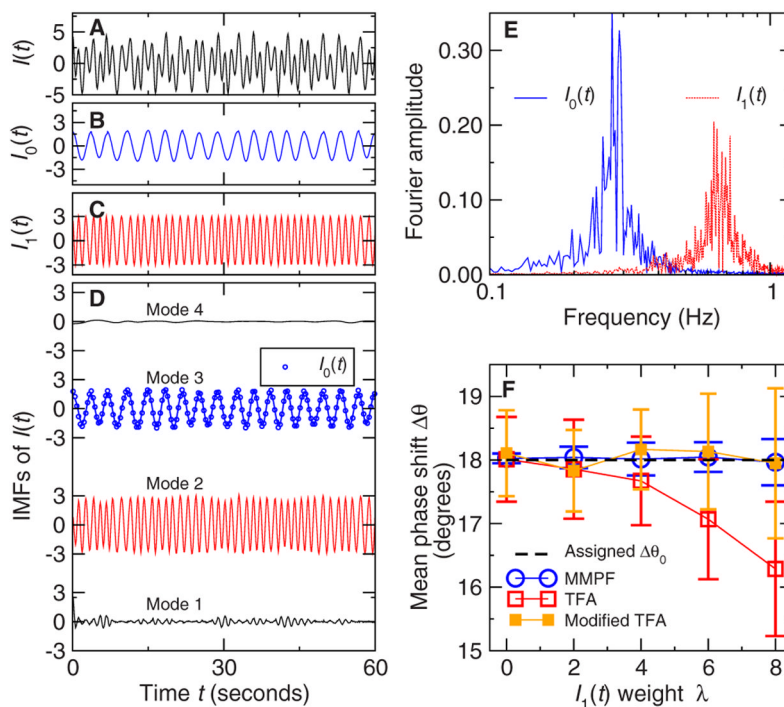 A
I(t)
5
0
-5
B
I0(t)
3
0
-3
C
I1(t)
3
0
-3
D
IMFs of I(t)
3
0
-3
Mode 4
3
0
-3
Mode 3
I0(t)
3
0
-3
Mode 2
3
0
Mode 1
0
30
60
Time t (seconds)
E
Fourier amplitude
0.30
0.20
0.10
0.00
I0(t)
I1(t)
0.1
1
Frequency (Hz)
F
Mean phase shift Δθ
(degrees)
19
18
17
16
15
Assigned Δθ0
MMPF
TFA
Modified TFA
0
2
4
6
8
I1(t) weight λ